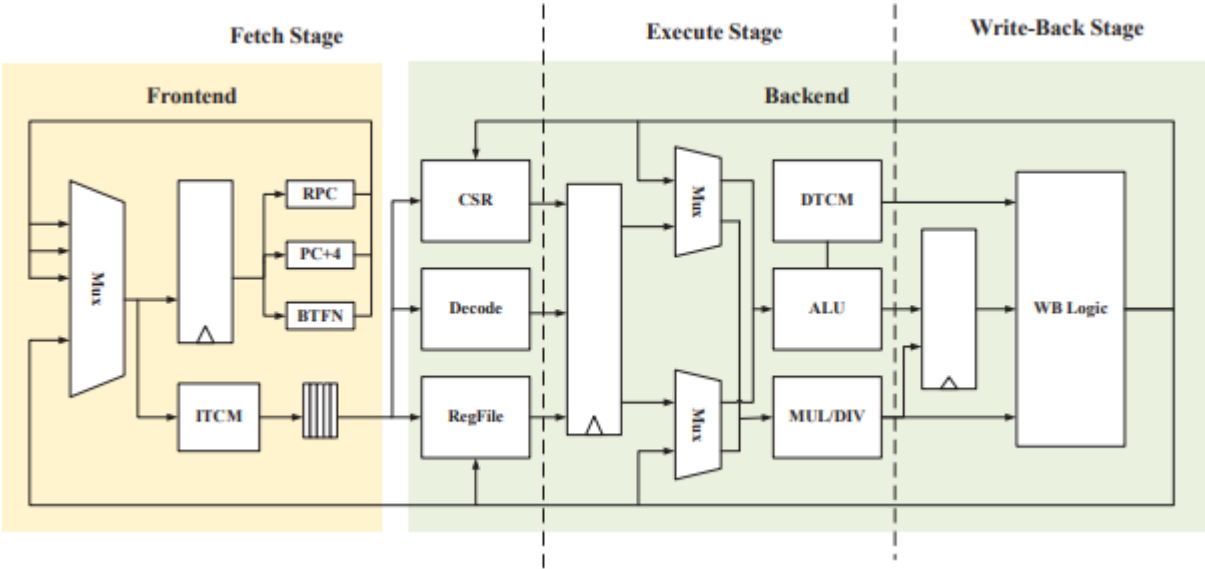 Fetch Stage
Execute Stage
Write-Back Stage
Frontend
Backend
Mux
RPC
PC+4
BTFN
ITCM
CSR
Decode
RegFile
Mux
Mux
DTCM
ALU
MUL/DIV
WB Logic